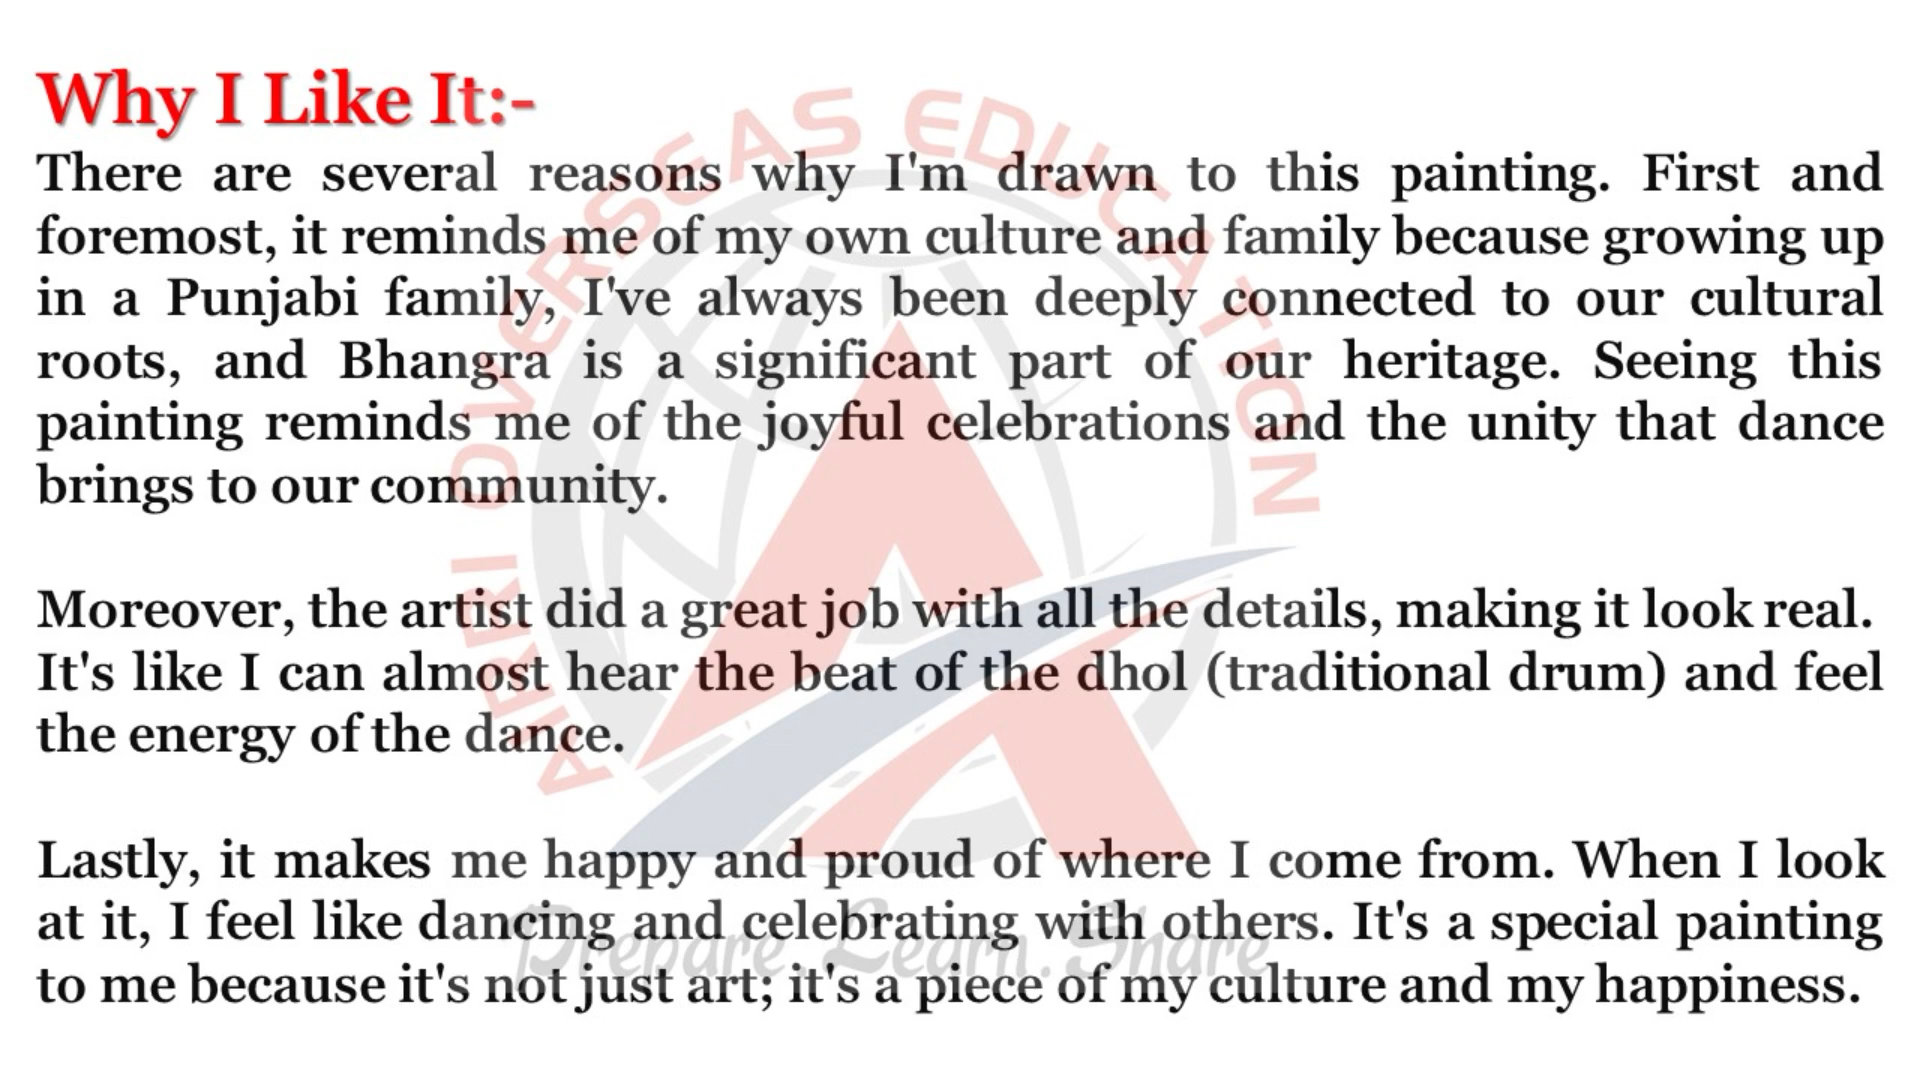 Why I Like It:-
There are several reasons why I'm drawn to this painting. First and
foremost, it reminds me of my own culture and family because growing up
in a Punjabi family, I've always been deeply connected to our cultural
roots, and Bhangra is a significant part of our heritage. Seeing this
painting reminds me of the joyful celebrations and the unity that dance
brings to our community.
Moreover, the artist did a great job with all the details, making it look real.
It's like I can almost hear the beat of the dhol (traditional drum) and feel
the energy of the dance.
Lastly, it makes me happy and proud of where I come from. When I look
at it, I feel like dancing and celebrating with others. It's a special painting
to me because it's not just art; it's a piece of my culture and my happiness.
OVERSEAS EDUCATION
Prepare. Learn. Share